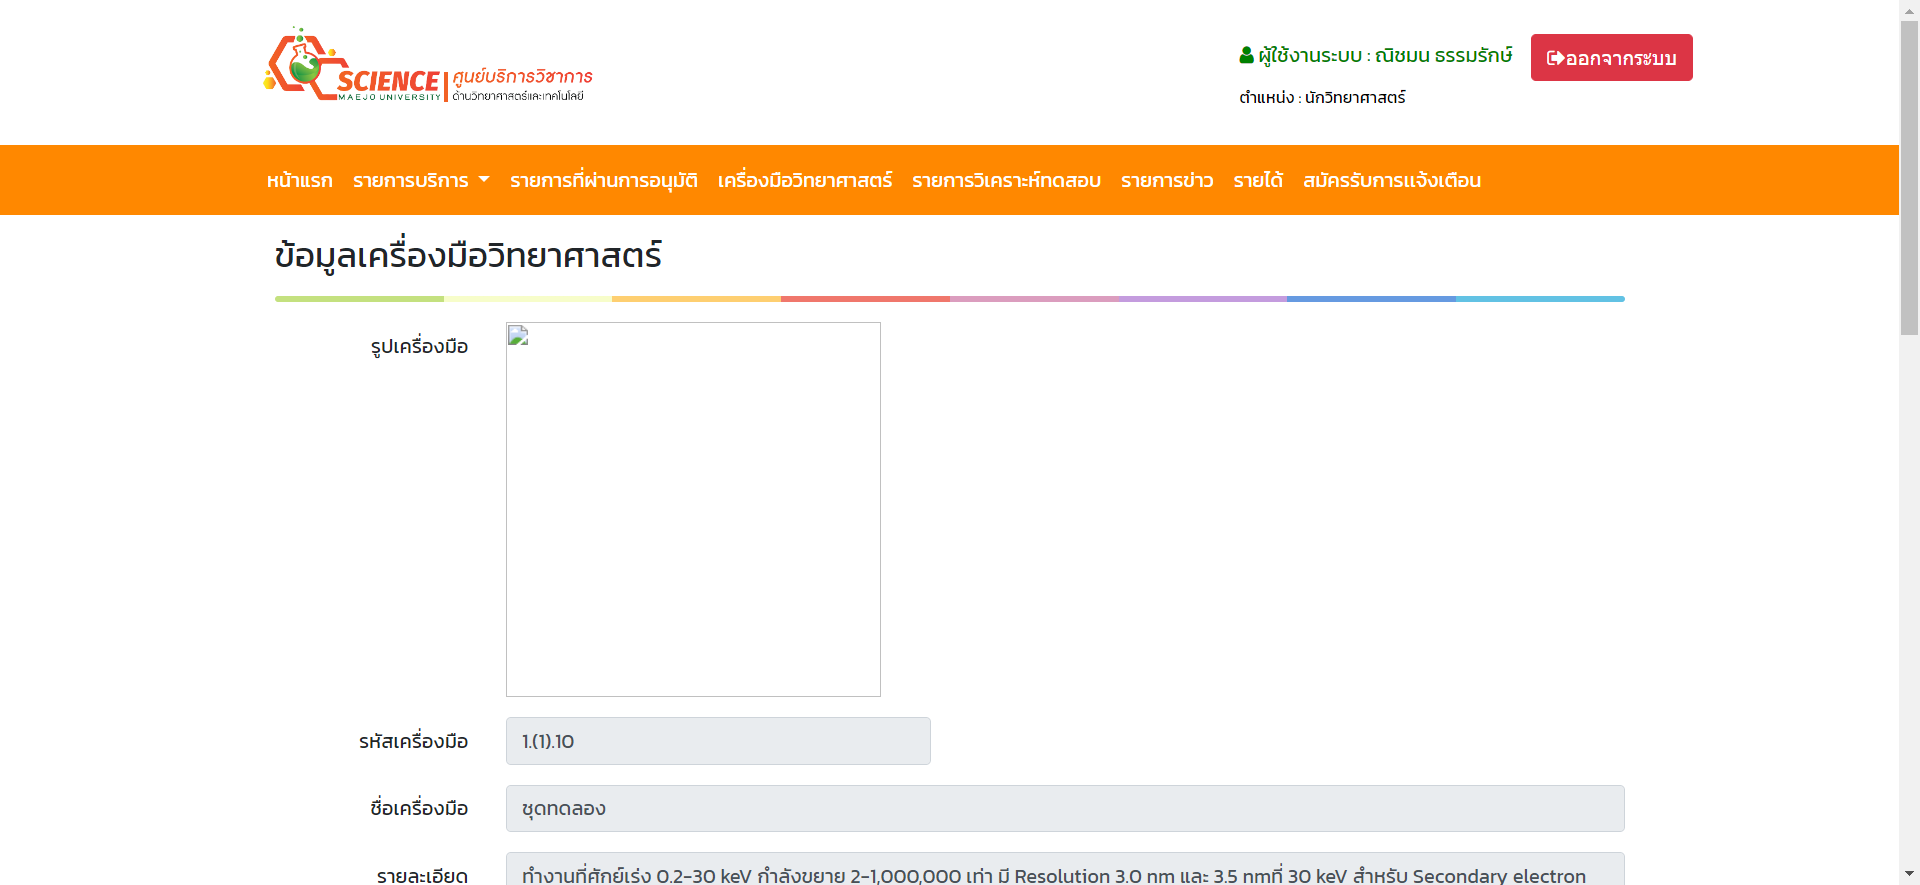 SCIENCE
MAEJO UNIVERSITY
ศูนย์บริการวิชาการ
ด้านวิทยาศาสตร์และเทคโนโลยี
ผู้ใช้งานระบบ : ณิชมน ธรรมรักษ์
ออกจากระบบ
ตำแหน่ง : นักวิทยาศาสตร์
หน้าแรก รายการบริการ รายการที่ผ่านการอนุมัติ เครื่องมือวิทยาศาสตร์ รายการวิเคราะห์ทดสอบ รายการข่าว รายได้ สมัครรับการแจ้งเตือน
ข้อมูลเครื่องมือวิทยาศาสตร์
รูปเครื่องมือ
รหัสเครื่องมือ 1.(1).10
ชื่อเครื่องมือ ชุดทดลอง
รายละเอียด ทำงานที่ศักย์เร่ง 0.2-30 keV กำลังขยาย 2-1,000,000 เท่า มี Resolution 3.0 nm และ 3.5 nmที่ 30 keV สำหรับ Secondary electron